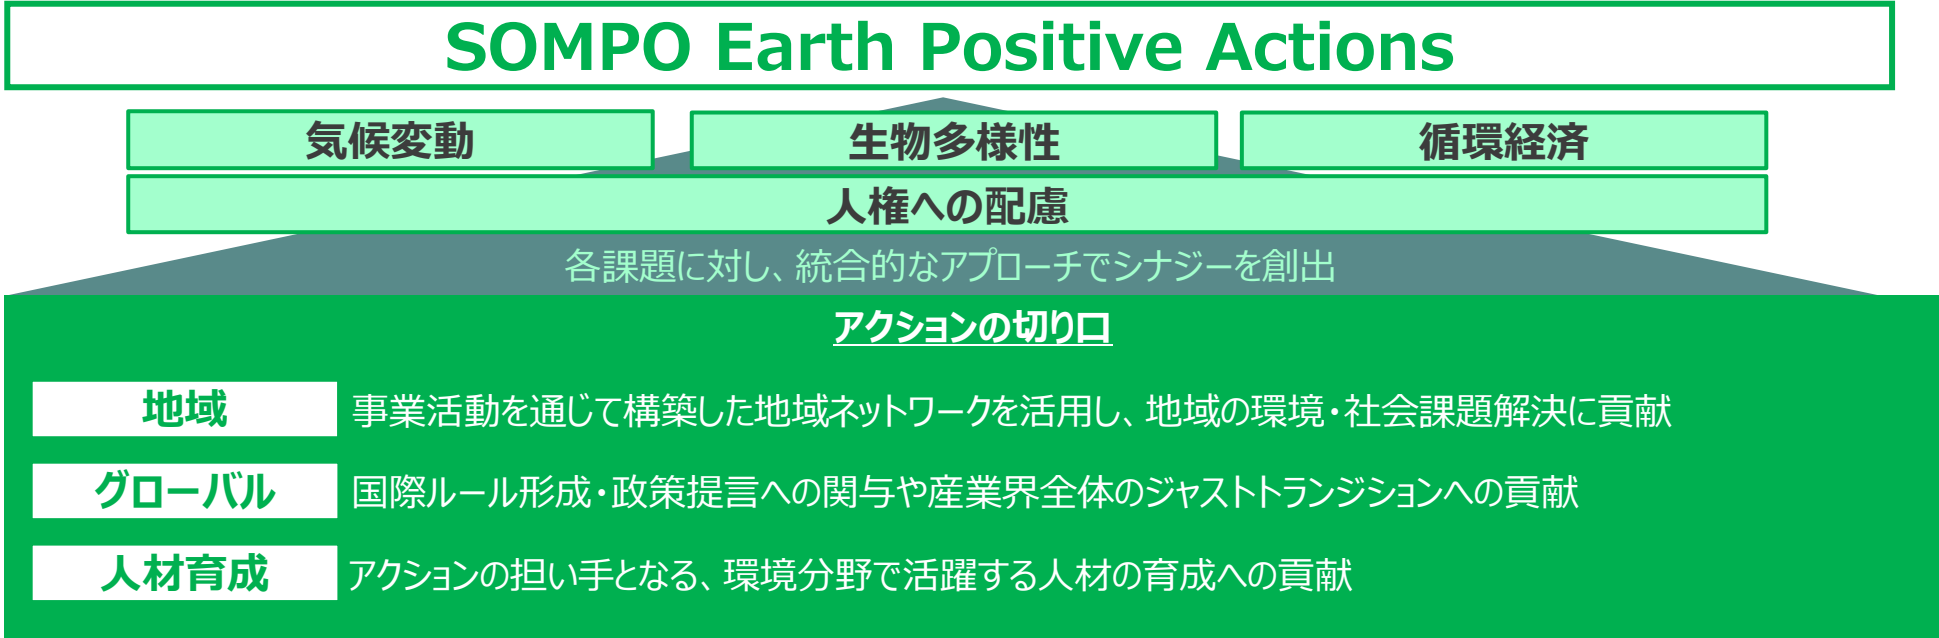 SOMPO Earth Positive Actions
気候変動
生物多様性
循環経済
人権への配慮
各課題に対し、統合的なアプローチでシナジーを創出
アクションの切り口
地域
事業活動を通じて構築した地域ネットワークを活用し、地域の環境・社会課題解決に貢献
グローバル
国際ルール形成・政策提言への関与や産業界全体のジャストトランジションへの貢献
人材育成
アクションの担い手となる、環境分野で活躍する人材の育成への貢献